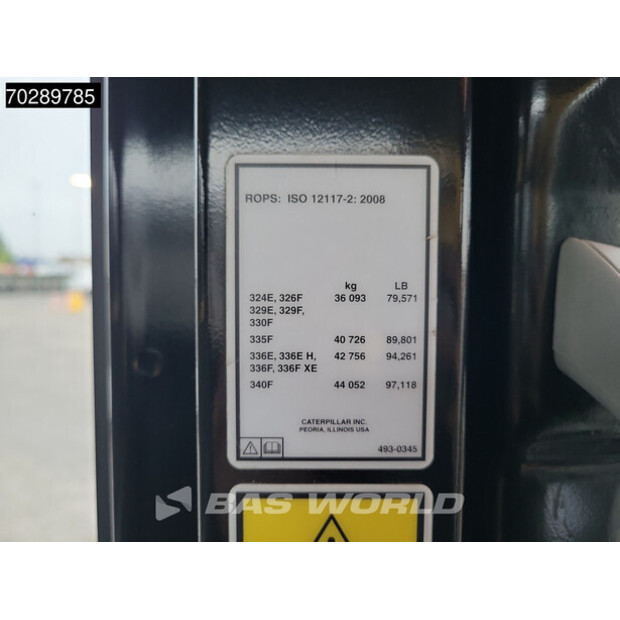 70289785
ROPS: ISO 12117-2: 2008
kg LB
324E, 326F 36 093 79,571
329E, 329F,
330F
335F 40 726 89,801
336E, 336E H, 42 756 94,261
336F, 336F XE
340F 44 052 97,118
CATERPILLAR INC.
PEORIA, ILLINOIS USA
493-0345
BAS WORLD